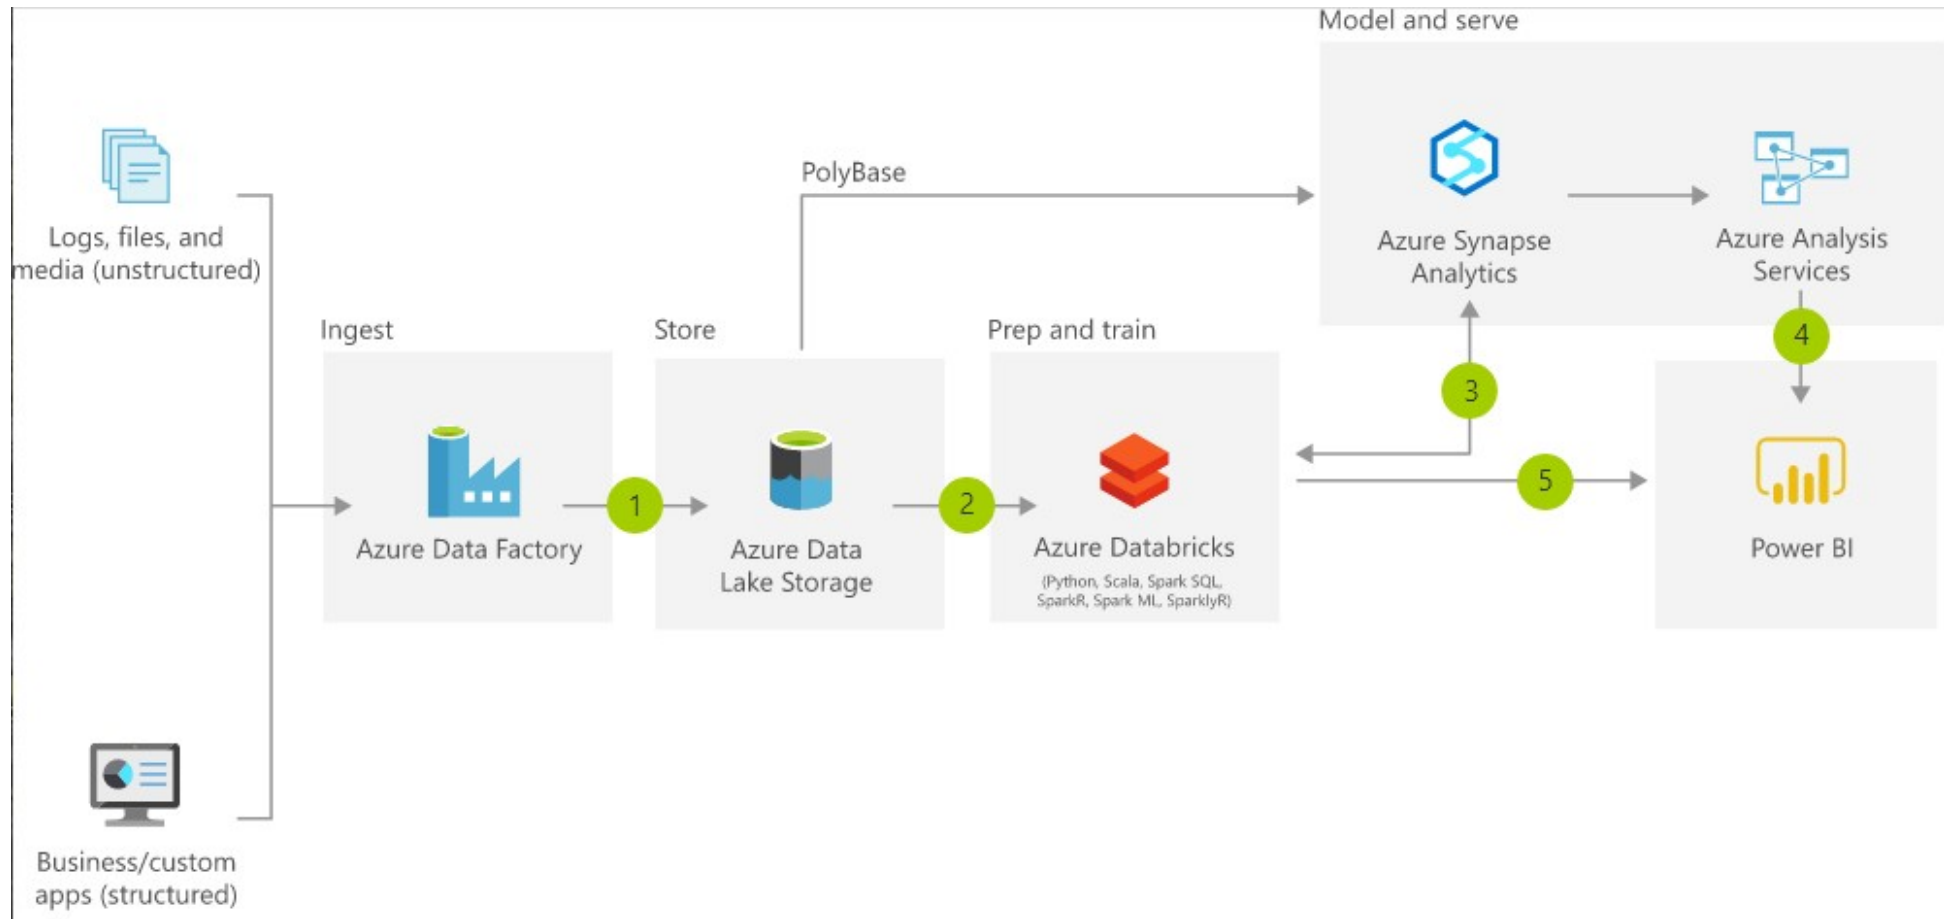 Model and serve
PolyBase
Logs, files, and
media (unstructured)
Azure Synapse
Analytics
Azure Analysis
Services
Ingest
Store
Prep and train
4
3
5
1
2
Azure Data Factory
Azure Data
Lake Storage
Azure Databricks
(Python, Scala, Spark SQL,
SparkR, Spark ML, SparklyR)
Power BI
Business/custom
apps (structured)